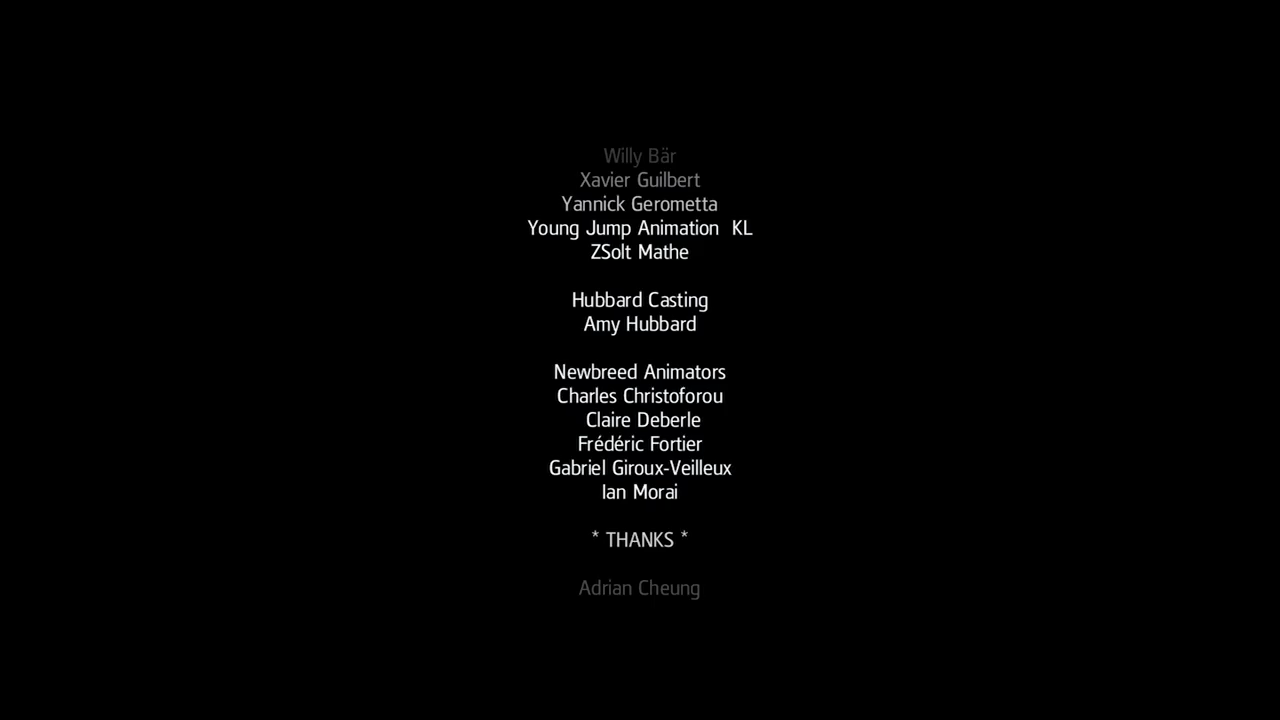 Willy Bär
Xavier Guilbert
Yannick Gerometta
Young Jump Animation  KL
ZSolt Mathe
Hubbard Casting
Amy Hubbard
Newbreed Animators
Charles Christoforou
Claire Deberle
Frédéric Fortier
Gabriel Giroux-Veilleux
Ian Morai
* THANKS *
Adrian Cheung